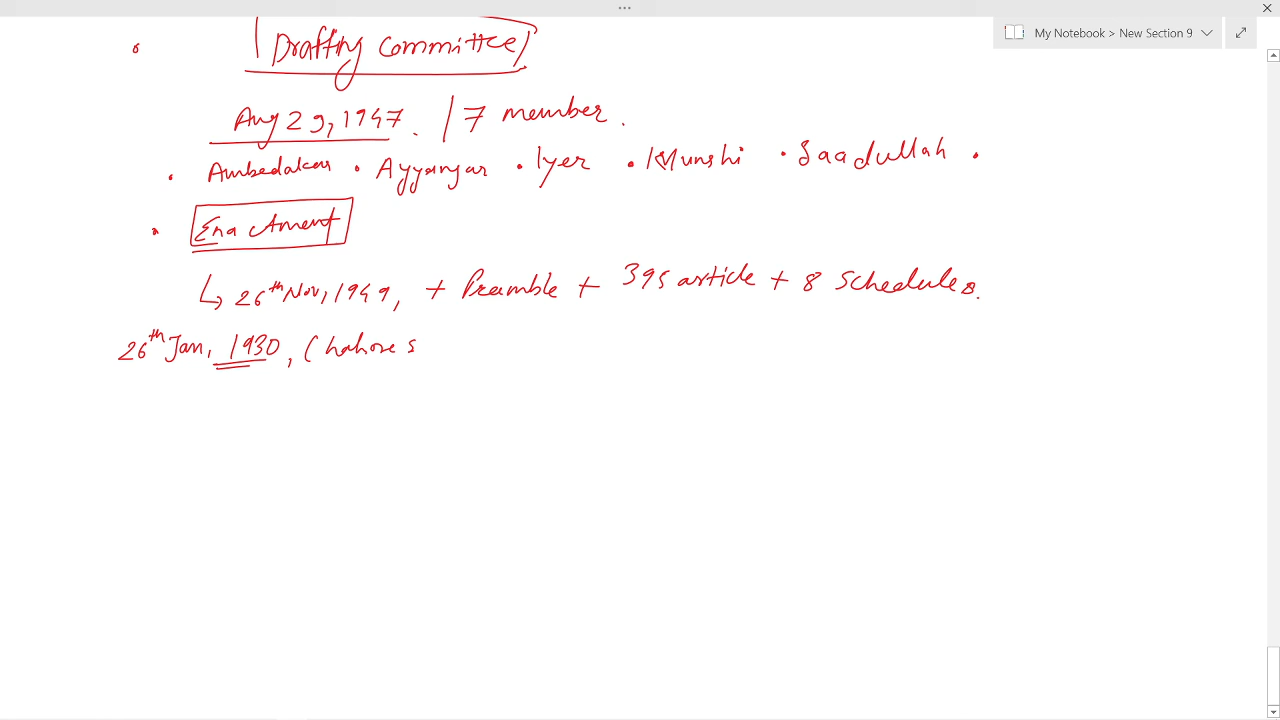 My Notebook > New Section 9
Drafting Committee
Aug 29, 1947. / 7 member.
• Ambedakar • Ayyangar • Iyer • Munshi • Saadullah •
• Enactment
↳ 26th Nov, 1949, + Preamble + 395 article + 8 Schedules.
26th Jan, 1930, (Lahore s